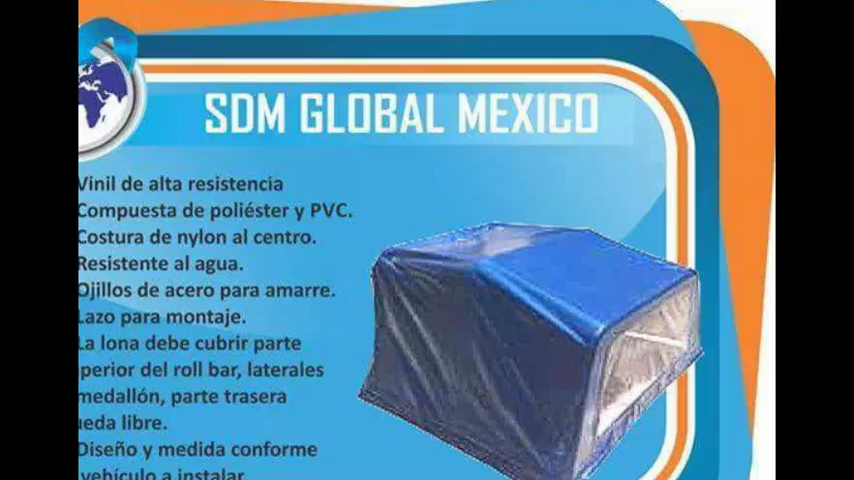 SDM GLOBAL MEXICO
Vinil de alta resistencia
Compuesta de poliéster y PVC.
Costura de nylon al centro.
Resistente al agua.
Ojillos de acero para amarre.
Lazo para montaje.
La lona debe cubrir parte
perior del roll bar, laterales
medallón, parte trasera
ueda libre.
Diseño y medida conforme
vehículo a instalar.